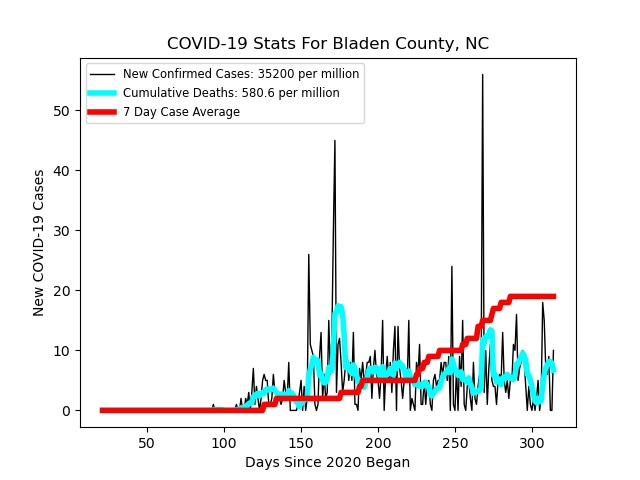 COVID-19 Stats For Bladen County, NC
New Confirmed Cases: 35200 per million
Cumulative Deaths: 580.6 per million
7 Day Case Average
New COVID-19 Cases
50
40
30
20
10
0
50 100 150 200 250 300
Days Since 2020 Began